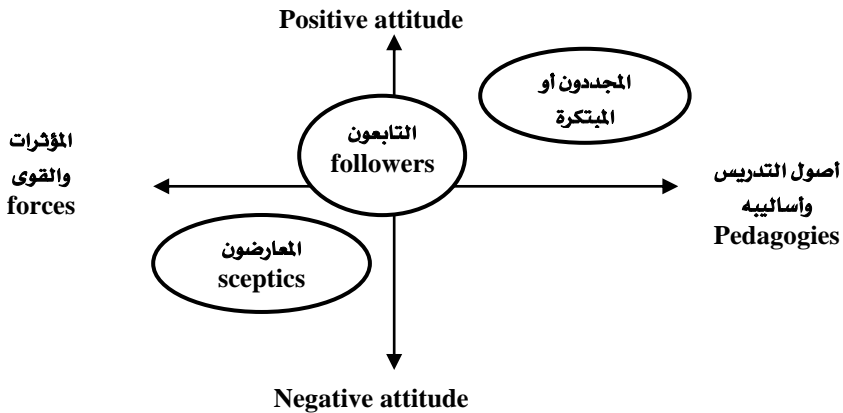 Positive attitude
المجددون أو
المبتكرة
التابعون
followers
المؤثرات
والقوى
forces
أصول التدريس
وأساليبه
Pedagogies
المعارضون
sceptics
Negative attitude